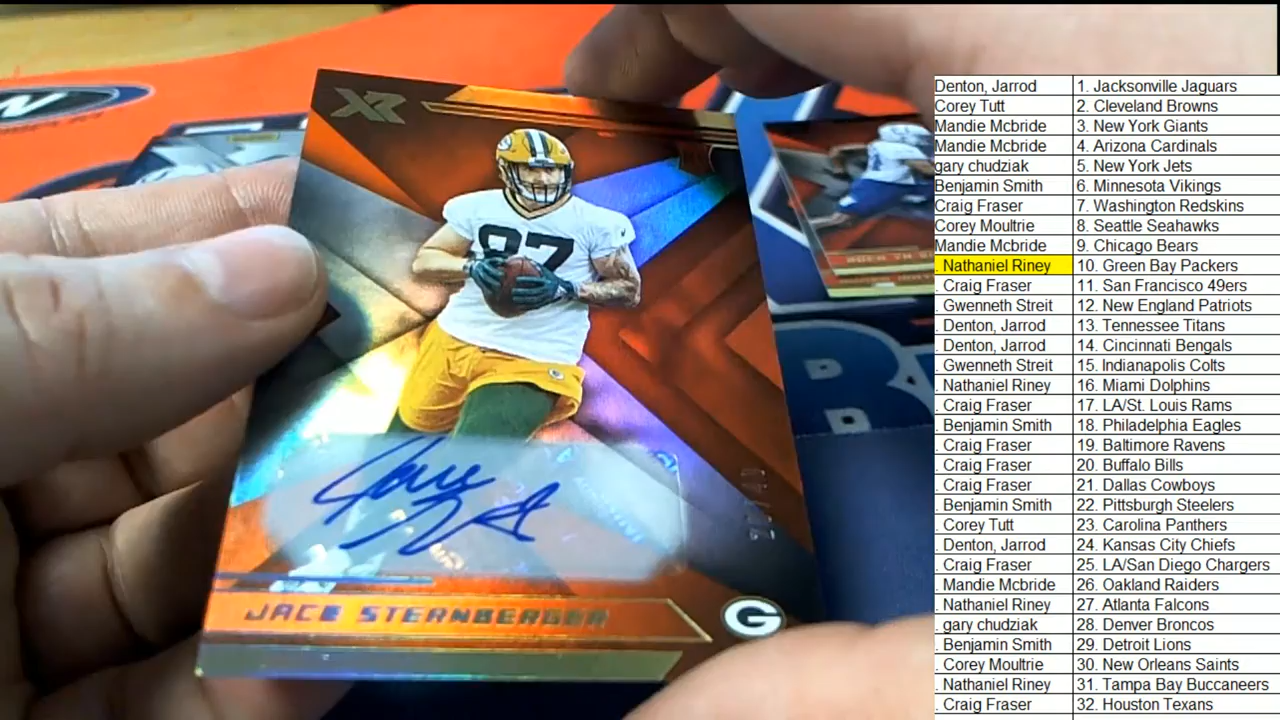 XR
87
Jace St
JACE STERNBERGER
G
Denton, Jarrod 1. Jacksonville Jaguars
Corey Tutt 2. Cleveland Browns
Mandie Mcbride 3. New York Giants
Mandie Mcbride 4. Arizona Cardinals
gary chudziak 5. New York Jets
Benjamin Smith 6. Minnesota Vikings
Craig Fraser 7. Washington Redskins
Corey Moultrie 8. Seattle Seahawks
Mandie Mcbride 9. Chicago Bears
. Nathaniel Riney 10. Green Bay Packers
. Craig Fraser 11. San Francisco 49ers
. Gwenneth Streit 12. New England Patriots
. Denton, Jarrod 13. Tennessee Titans
. Denton, Jarrod 14. Cincinnati Bengals
. Gwenneth Streit 15. Indianapolis Colts
. Nathaniel Riney 16. Miami Dolphins
. Craig Fraser 17. LA/St. Louis Rams
. Benjamin Smith 18. Philadelphia Eagles
. Craig Fraser 19. Baltimore Ravens
. Craig Fraser 20. Buffalo Bills
. Craig Fraser 21. Dallas Cowboys
. Benjamin Smith 22. Pittsburgh Steelers
. Corey Tutt 23. Carolina Panthers
. Denton, Jarrod 24. Kansas City Chiefs
. Craig Fraser 25. LA/San Diego Chargers
. Mandie Mcbride 26. Oakland Raiders
. Nathaniel Riney 27. Atlanta Falcons
. gary chudziak 28. Denver Broncos
. Benjamin Smith 29. Detroit Lions
. Corey Moultrie 30. New Orleans Saints
. Nathaniel Riney 31. Tampa Bay Buccaneers
. Craig Fraser 32. Houston Texans